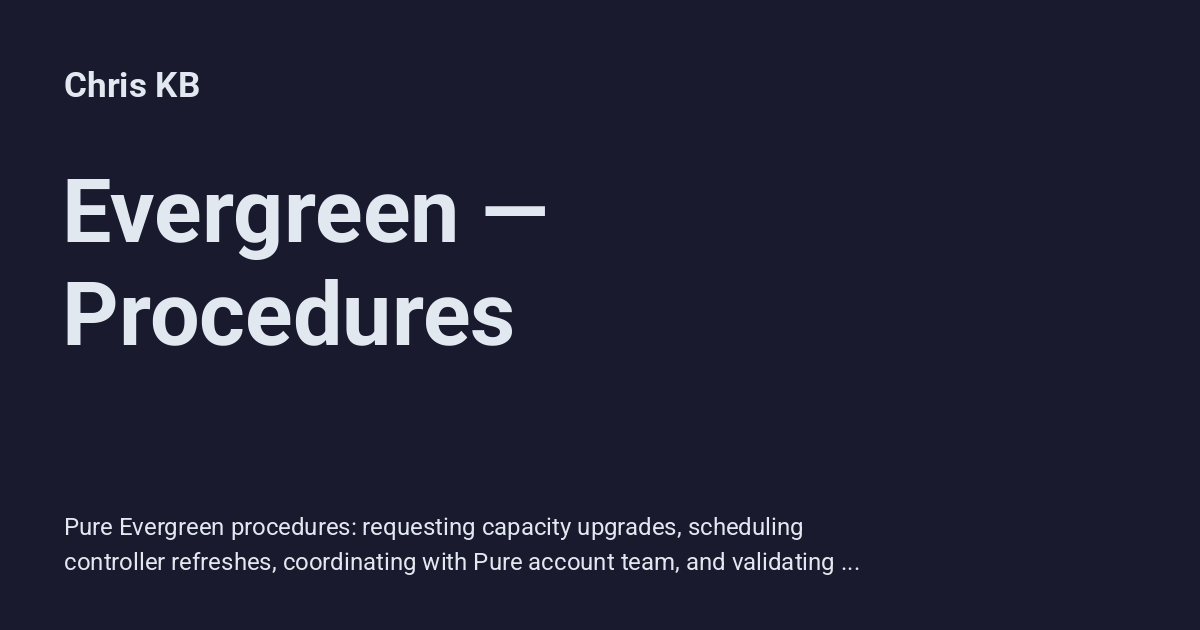 Chris KB
Evergreen —
Procedures
Pure Evergreen procedures: requesting capacity upgrades, scheduling
controller refreshes, coordinating with Pure account team, and validating ...